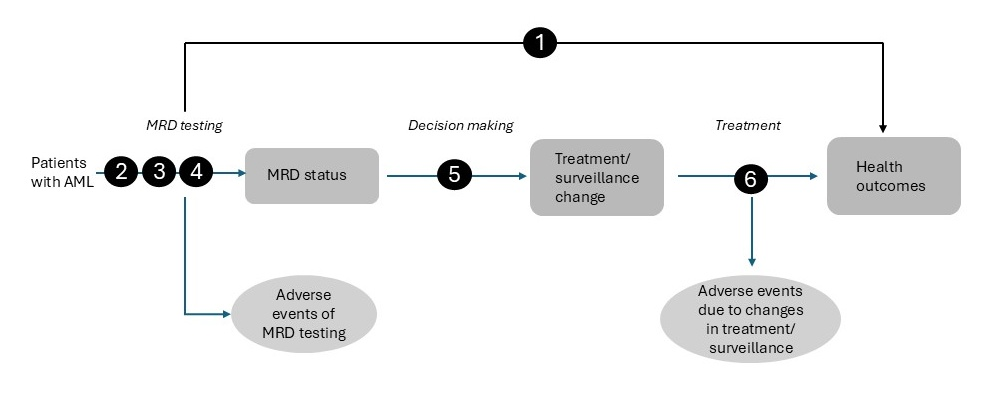 1
MRD testing
Decision making
Treatment
Patients
with AML
2 3 4
MRD status
5
Treatment/
surveillance
change
6
Health
outcomes
Adverse
events of
MRD testing
Adverse events
due to changes
in treatment/
surveillance